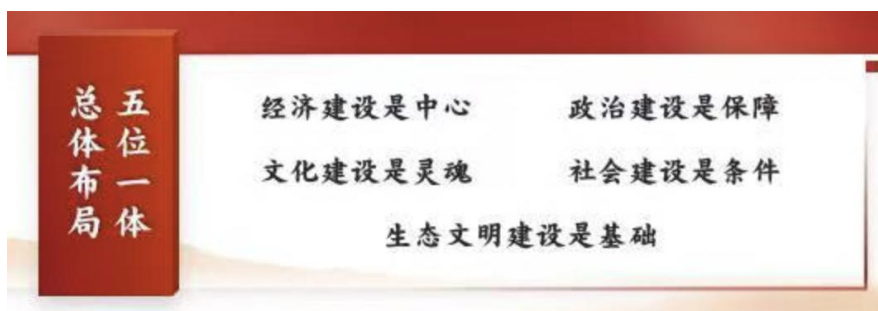 五位一体
总体布局
经济建设是中心
政治建设是保障
文化建设是灵魂
社会建设是条件
生态文明建设是基础